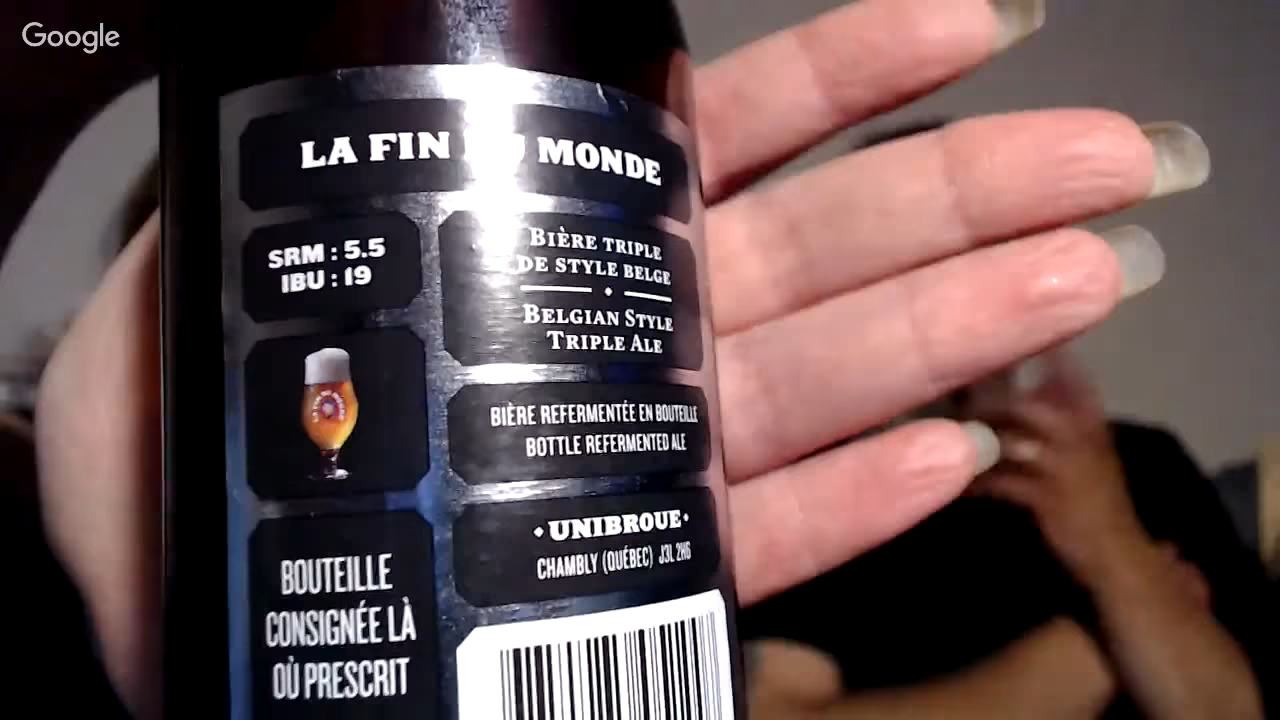 Google
LA FIN DU MONDE
SRM : 5.5
IBU : 19
BIÈRE TRIPLE
DE STYLE BELGE
BELGIAN STYLE
TRIPLE ALE
BIÈRE REFERMENTÉE EN BOUTEILLE
BOTTLE REFERMENTED ALE
• UNIBROUE •
CHAMBLY (QUÉBEC) J3L 2H6
BOUTEILLE
CONSIGNÉE LÀ
OÙ PRESCRIT